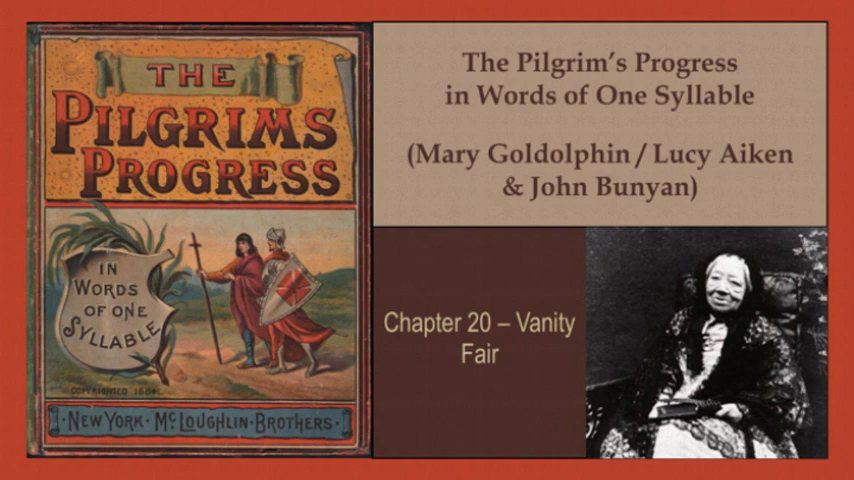 THE
PILGRIMS
PROGRESS
IN
WORDS
OF ONE
SYLLABLE
COPYRIGHTED
NEW YORK · MCLOUGHLIN · BROTHERS ·
The Pilgrim's Progress
in Words of One Syllable
(Mary Goldolphin / Lucy Aiken
& John Bunyan)
Chapter 20 – Vanity
Fair